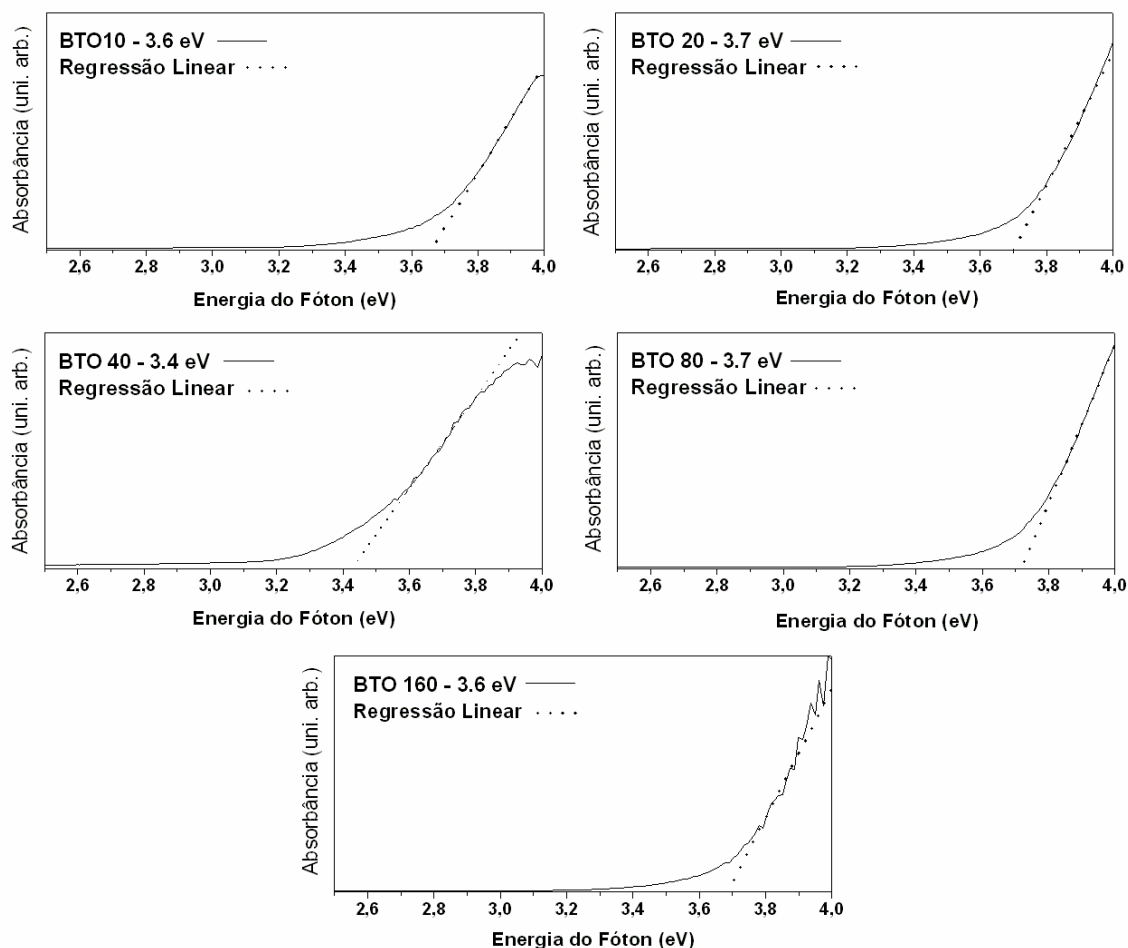 BTO10 - 3.6 eV
Regressão Linear
Absorbância (uni. arb.)
2,6 2,8 3,0 3,2 3,4 3,6 3,8 4,0
Energia do Fóton (eV)
BTO 20 - 3.7 eV
Regressão Linear
Absorbância (uni. arb.)
2,6 2,8 3,0 3,2 3,4 3,6 3,8 4,0
Energia do Fóton (eV)
BTO 40 - 3.4 eV
Regressão Linear
Absorbância (uni. arb.)
2,6 2,8 3,0 3,2 3,4 3,6 3,8 4,0
Energia do Fóton (eV)
BTO 80 - 3.7 eV
Regressão Linear
Absorbância (uni. arb.)
2,6 2,8 3,0 3,2 3,4 3,6 3,8 4,0
Energia do Fóton (eV)
BTO 160 - 3.6 eV
Regressão Linear
Absorbância (uni. arb.)
2,6 2,8 3,0 3,2 3,4 3,6 3,8 4,0
Energia do Fóton (eV)